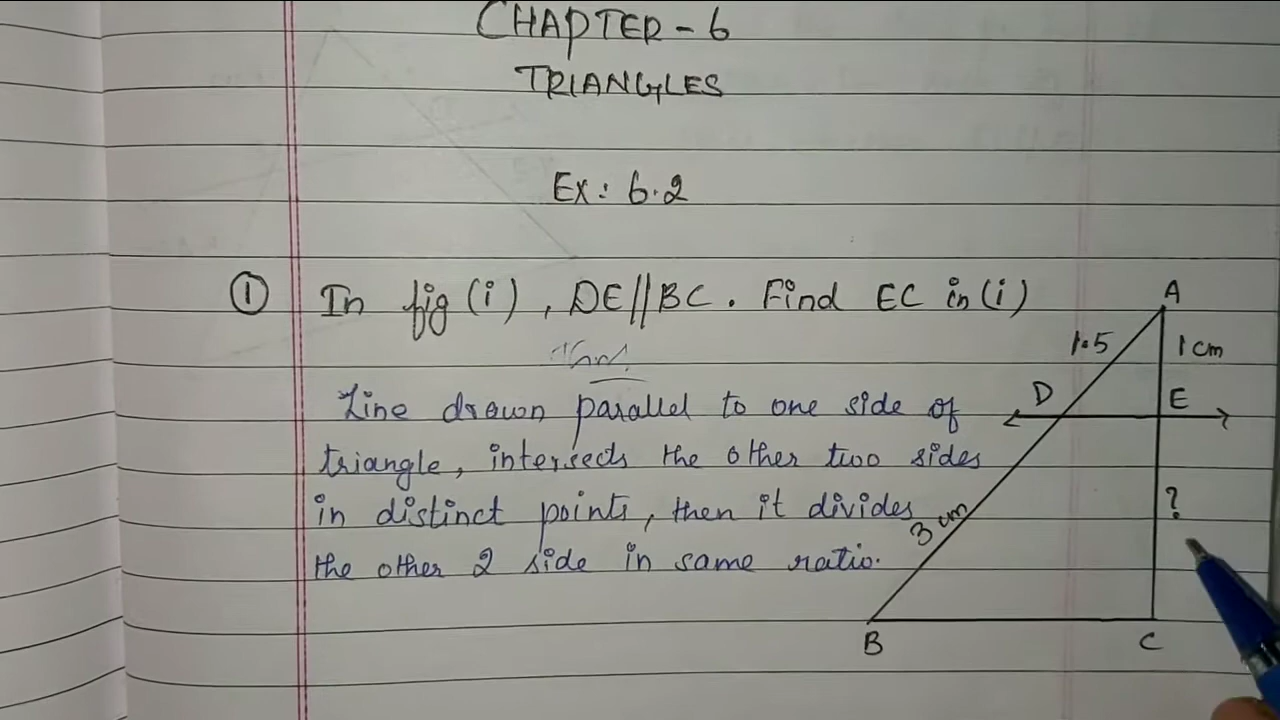 CHAPTER-6
TRIANGLES
Ex: 6.2
① In fig (i), DE||BC. Find EC in (i)
Line drawn parallel to one side of
triangle, intersects the other two sides
in distinct points, then it divides
the other 2 side in same ratio.
A
1.5
1 cm
D
E
?
3 cm
B
C